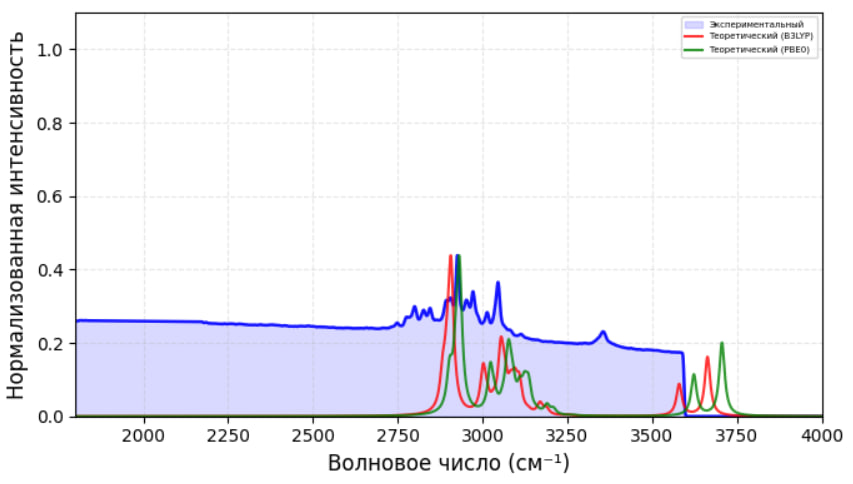 Нормализованная интенсивность
1.0
0.8
0.6
0.4
0.2
0.0
Экспериментальный
Теоретический (B3LYP)
Теоретический (PBE0)
2000 2250 2500 2750 3000 3250 3500 3750 4000
Волновое число (см⁻¹)